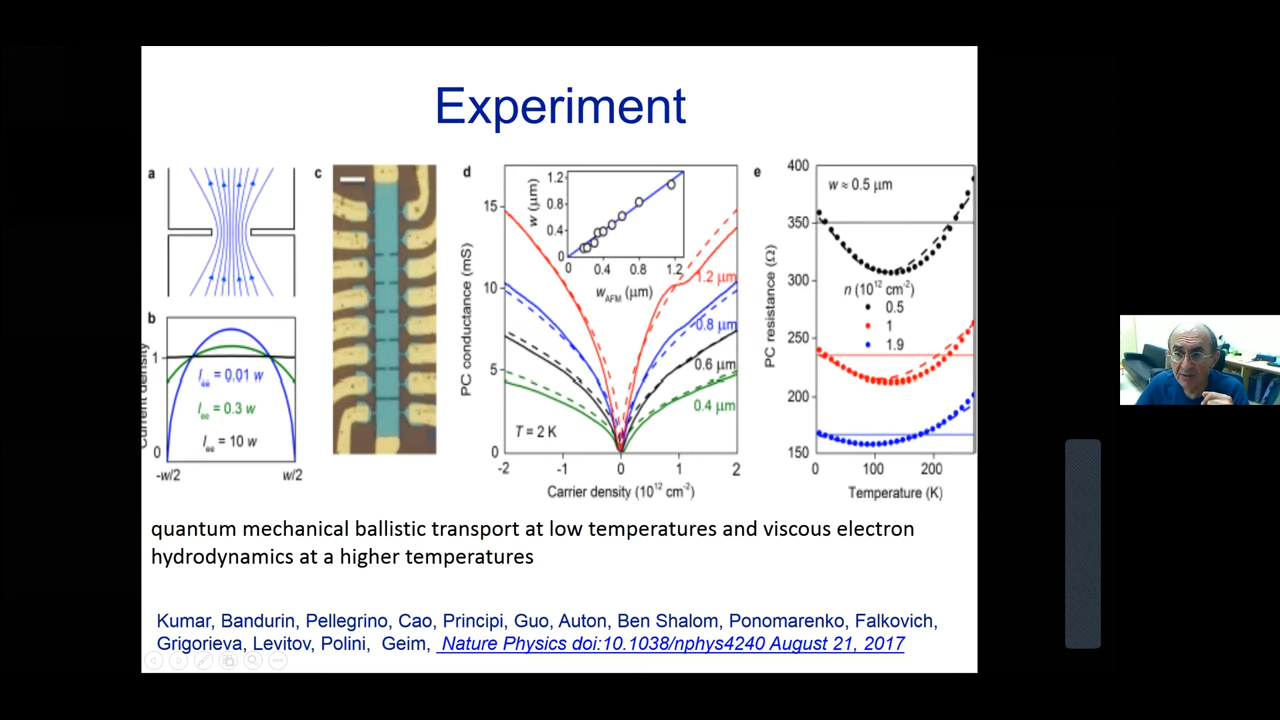 Experiment
a
c
d
e
b
Current density
1
0
l_ee = 0.01 w
l_ee = 0.3 w
l_ee = 10 w
-w/2
w/2
PC conductance (mS)
15
10
5
0
w (μm)
1.2
0.8
0.4
0
0
0.4
0.8
1.2
w_AFM (μm)
1.2 μm
0.8 μm
0.6 μm
0.4 μm
T = 2 K
-2
-1
0
1
2
Carrier density (10^12 cm^-2)
PC resistance (Ω)
400
350
300
250
200
150
w ≈ 0.5 μm
n (10^12 cm^-2)
0.5
1
1.9
0
100
200
Temperature (K)
quantum mechanical ballistic transport at low temperatures and viscous electron
hydrodynamics at a higher temperatures
Kumar, Bandurin, Pellegrino, Cao, Principi, Guo, Auton, Ben Shalom, Ponomarenko, Falkovich,
Grigorieva, Levitov, Polini, Geim, Nature Physics doi:10.1038/nphys4240 August 21, 2017